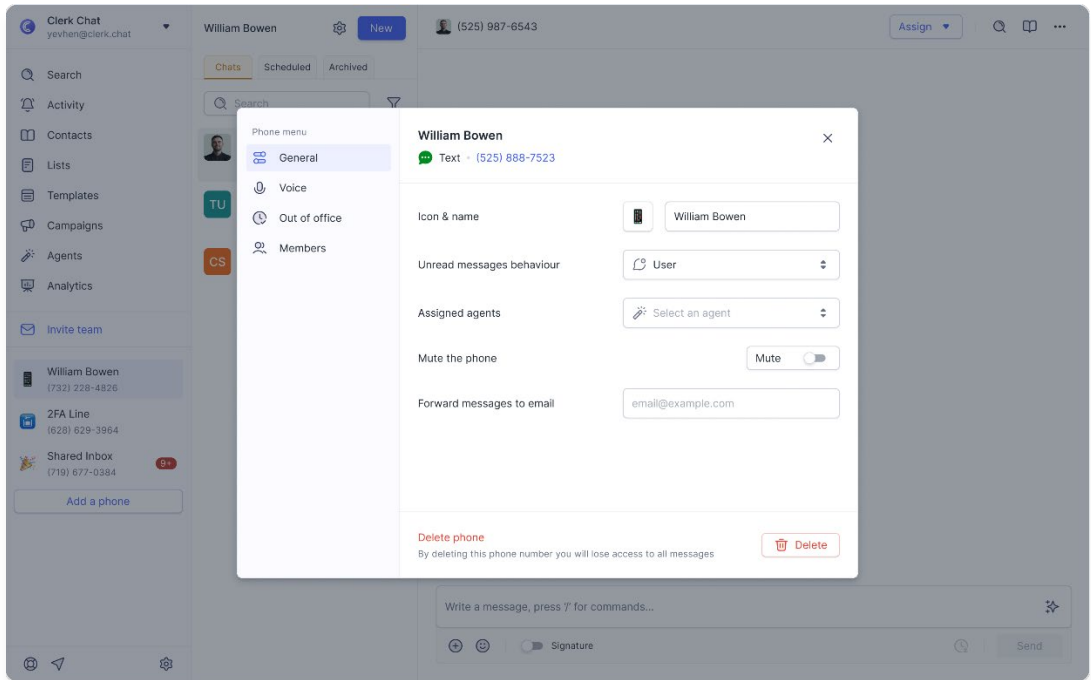 Clerk Chat
yevhen@clerk.chat
Search
Activity
Contacts
Lists
Templates
Campaigns
Agents
Analytics
Invite team
William Bowen
(732) 228-4826
2FA Line
(628) 629-3964
Shared Inbox
(719) 677-0384
9+
Add a phone
William Bowen
New
Chats Scheduled Archived
Search
TU
CS
(525) 987-6543
Assign
Phone menu
General
Voice
Out of office
Members
William Bowen
Text · (525) 888-7523
Icon & name
William Bowen
Unread messages behaviour
User
Assigned agents
Select an agent
Mute the phone
Mute
Forward messages to email
email@example.com
Delete phone
By deleting this phone number you will lose access to all messages
Delete
Write a message, press '/' for commands...
Signature
Send